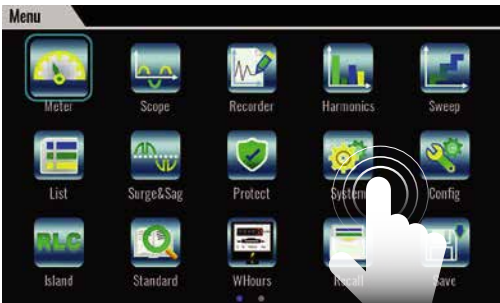 Menu
Meter Scope Recorder Harmonics Sweep
List Surge&Sag Protect System Config
RLC
Island Standard WHours Recall Save